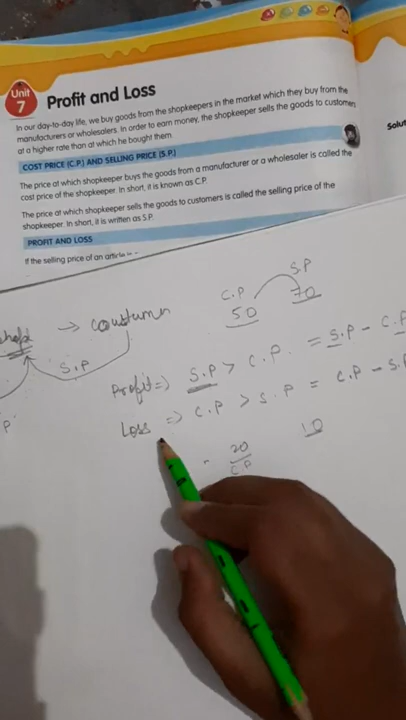 Unit
7
Profit and Loss
In our day-to-day life, we buy goods from the shopkeepers in the market which they buy from the
manufacturers or wholesalers. In order to earn money, the shopkeeper sells the goods to customers
at a higher rate than at which he bought them.
COST PRICE (C.P.) AND SELLING PRICE (S.P.)
The price at which shopkeeper buys the goods from a manufacturer or a wholesaler is called the
cost price of the shopkeeper. In short, it is known as C.P.
The price at which shopkeeper sells the goods to customers is called the selling price of the
shopkeeper. In short, it is written as S.P.
PROFIT AND LOSS
If the selling price of an article
C.P S.P
50 70
→
S.P
Profit => S.P > C.P. = S.P - C.P
Loss => C.P > S.P = C.P - S.P
20 10
C.P